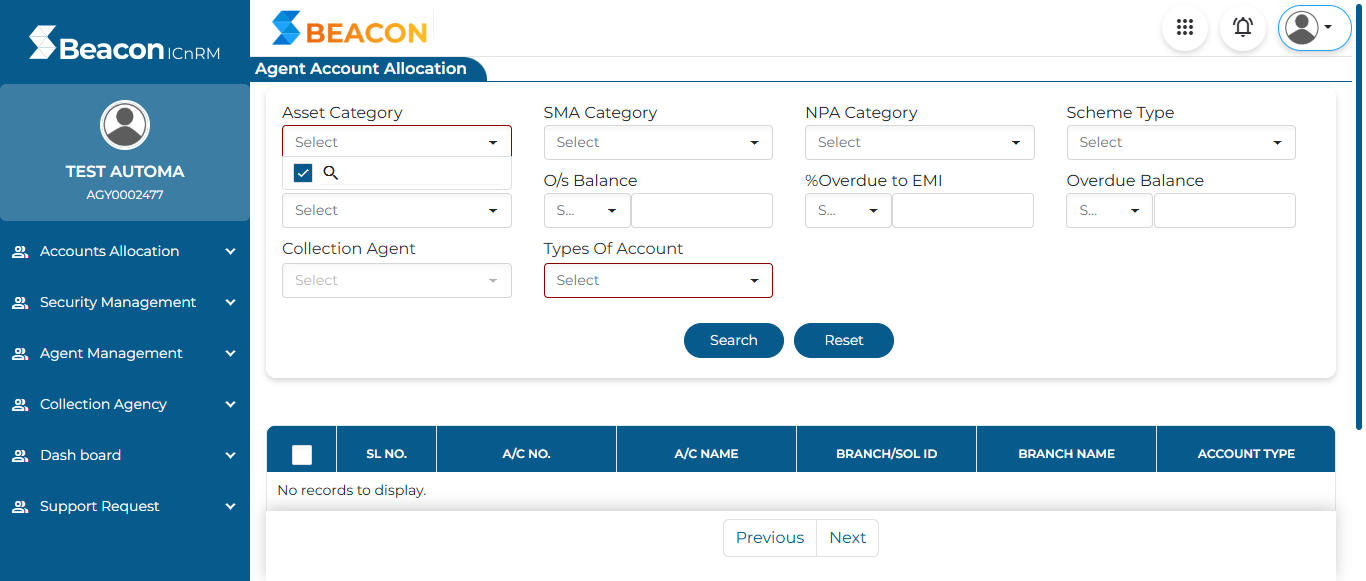 Beacon ICnRM
BEACON
Agent Account Allocation
TEST AUTOMA
AGY0002477
Accounts Allocation
Security Management
Agent Management
Collection Agency
Dash board
Support Request
Asset Category
SMA Category
NPA Category
Scheme Type
Select
Select
Select
Select
O/s Balance
%Overdue to EMI
Overdue Balance
Select
S...
S...
S...
Collection Agent
Types Of Account
Select
Select
Search
Reset
SL NO.
A/C NO.
A/C NAME
BRANCH/SOL ID
BRANCH NAME
ACCOUNT TYPE
No records to display.
Previous
Next